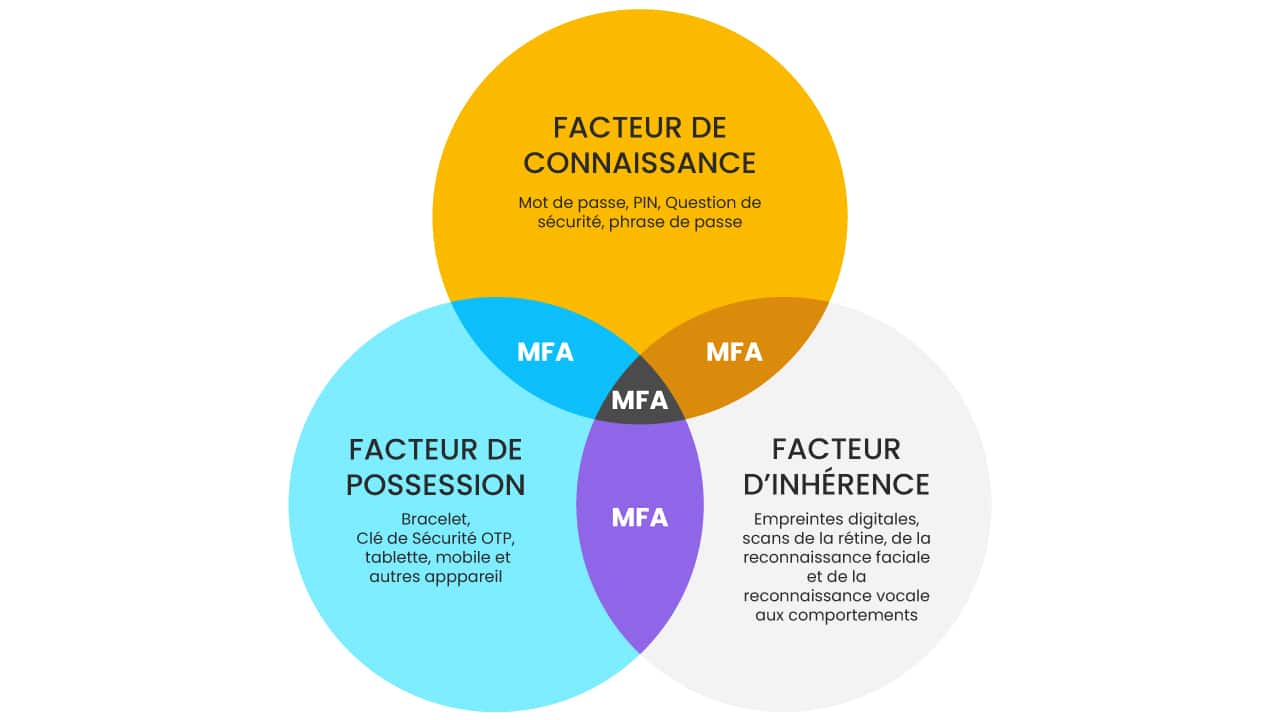 FACTEUR DE
CONNAISSANCE
Mot de passe, PIN, Question de
sécurité, phrase de passe
MFA
MFA
MFA
FACTEUR DE
POSSESSION
Bracelet,
Clé de Sécurité OTP,
tablette, mobile et
autres apppareil
MFA
FACTEUR
D’INHÉRENCE
Empreintes digitales,
scans de la rétine, de la
reconnaissance faciale
et de la
reconnaissance vocale
aux comportements